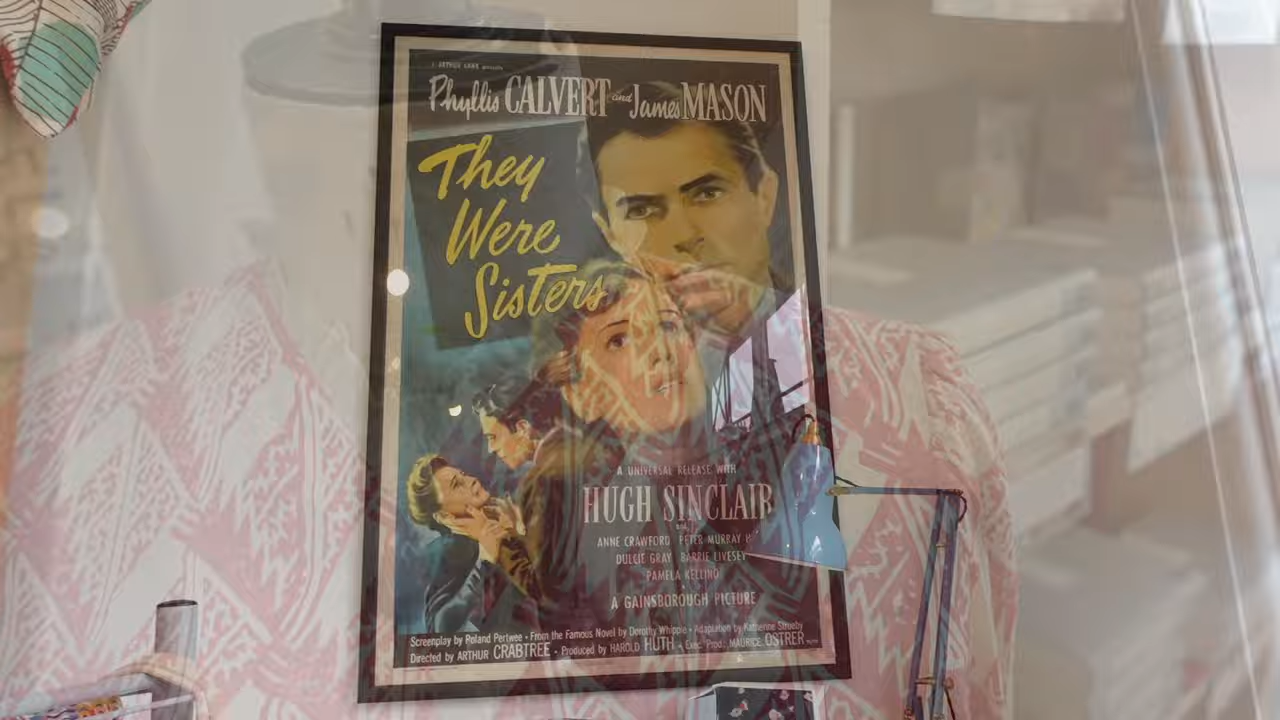 J. ARTHUR RANK presents
Phyllis CALVERT and James MASON
They
Were
Sisters
A UNIVERSAL RELEASE WITH
HUGH SINCLAIR
and
ANNE CRAWFORD PETER MURRAY
DULCIE GRAY BARRIE LIVESEY
PAMELA KELLINO
A GAINSBOROUGH PICTURE
Screenplay by Roland Pertwee • From the Famous Novel by Dorothy Whipple • Adaptation by Katherine Strueby
Directed by ARTHUR CRABTREE • Produced by HAROLD HUTH • Exec. Prod.: MAURICE OSTRER